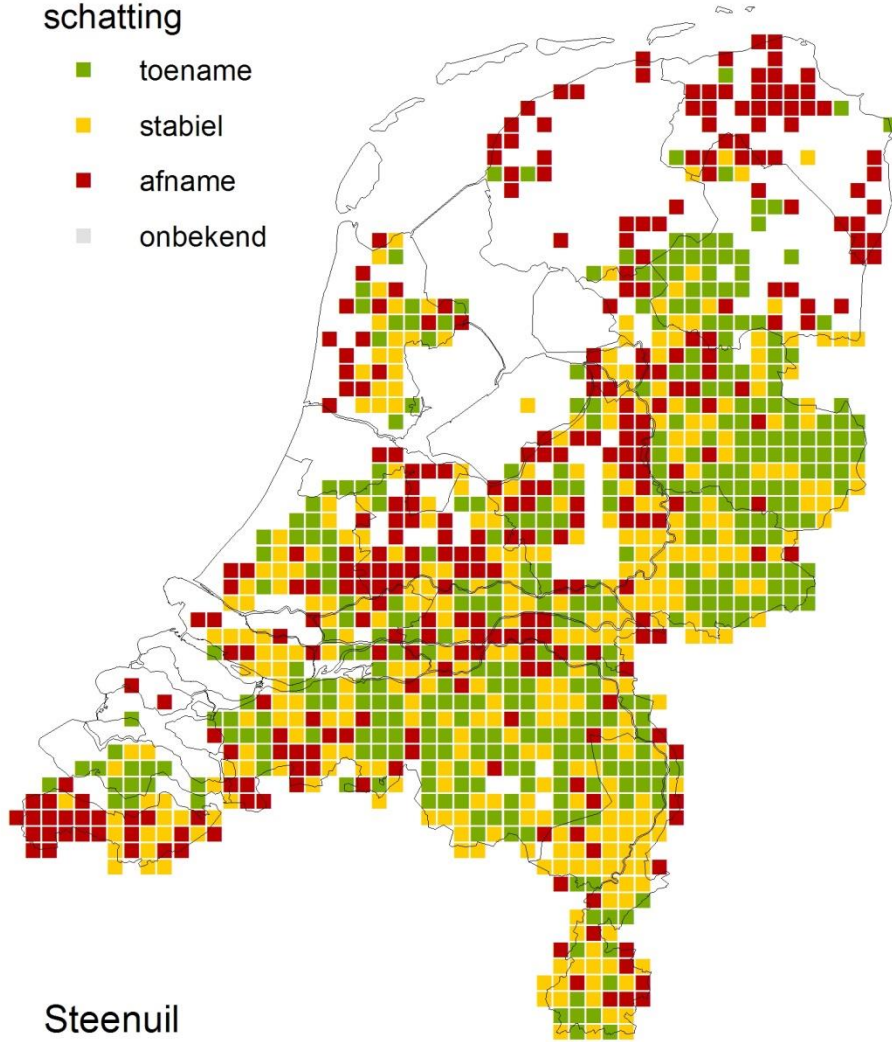 schatting
toename
stabiel
afname
onbekend
Steenuil